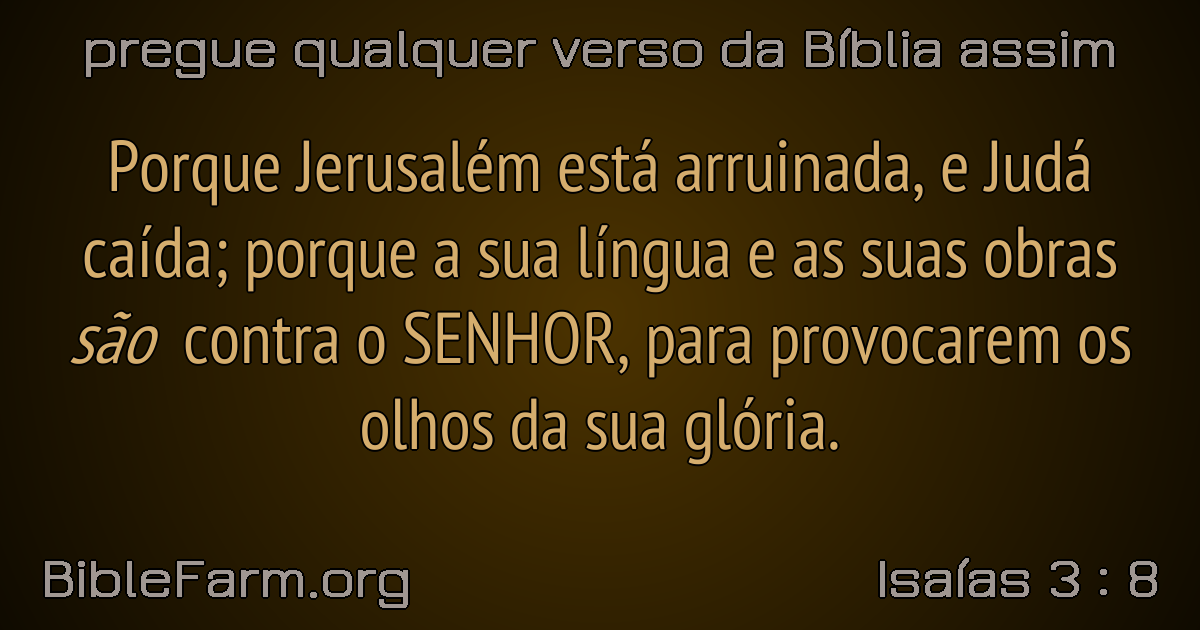 pregue qualquer verso da Bíblia assim
Porque Jerusalém está arruinada, e Judá
caída; porque a sua língua e as suas obras
são contra o SENHOR, para provocarem os
olhos da sua glória.
BibleFarm.org
Isaías 3 : 8